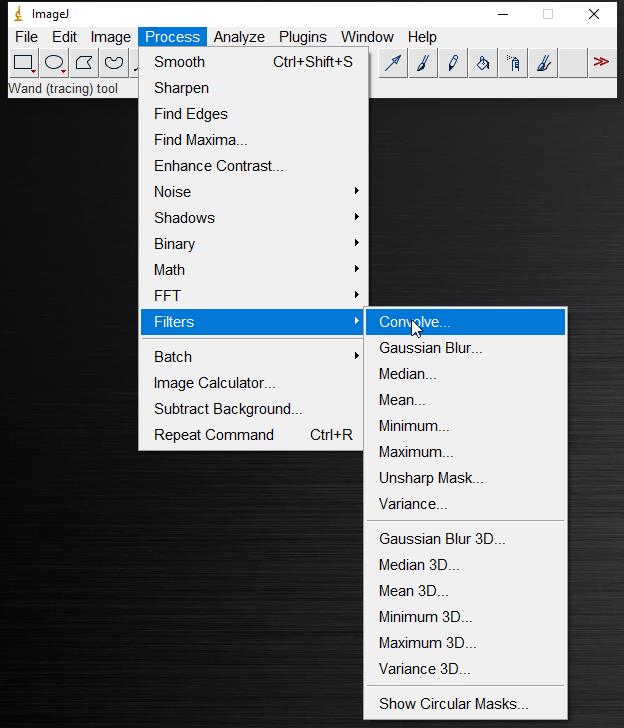 ImageJ
File Edit Image Process Analyze Plugins Window Help
Wand (tracing) tool
Smooth Ctrl+Shift+S
Sharpen
Find Edges
Find Maxima...
Enhance Contrast...
Noise
Shadows
Binary
Math
FFT
Filters
Batch
Image Calculator...
Subtract Background...
Repeat Command Ctrl+R
Convolve...
Gaussian Blur...
Median...
Mean...
Minimum...
Maximum...
Unsharp Mask...
Variance...
Gaussian Blur 3D...
Median 3D...
Mean 3D...
Minimum 3D...
Maximum 3D...
Variance 3D...
Show Circular Masks...